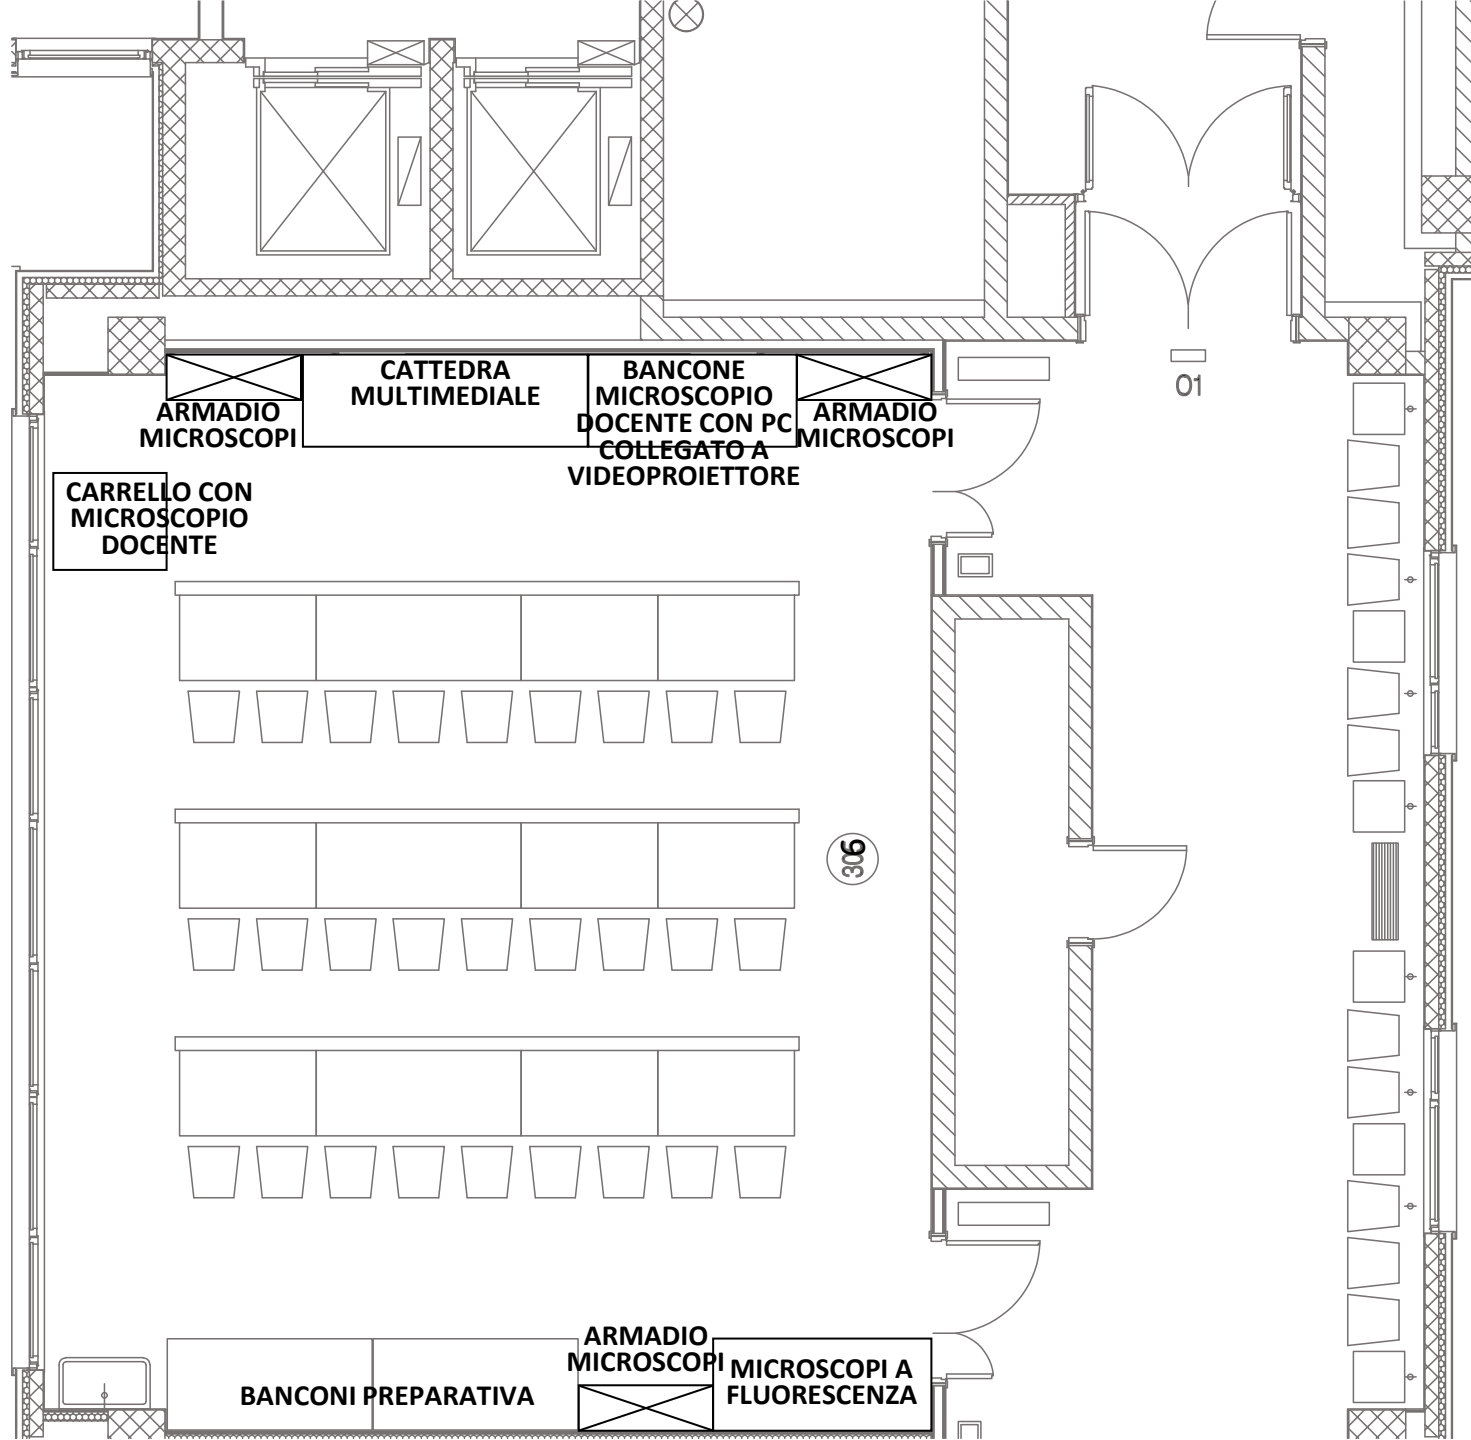 01
CATTEDRA
MULTIMEDIALE
BANCONE
MICROSCOPIO
DOCENTE CON PC
COLLEGATO A
VIDEOPROIETTORE
ARMADIO
MICROSCOPI
ARMADIO
MICROSCOPI
CARRELLO CON
MICROSCOPIO
DOCENTE
306
ARMADIO
MICROSCOPI
BANCONI PREPARATIVA
MICROSCOPI A
FLUORESCENZA